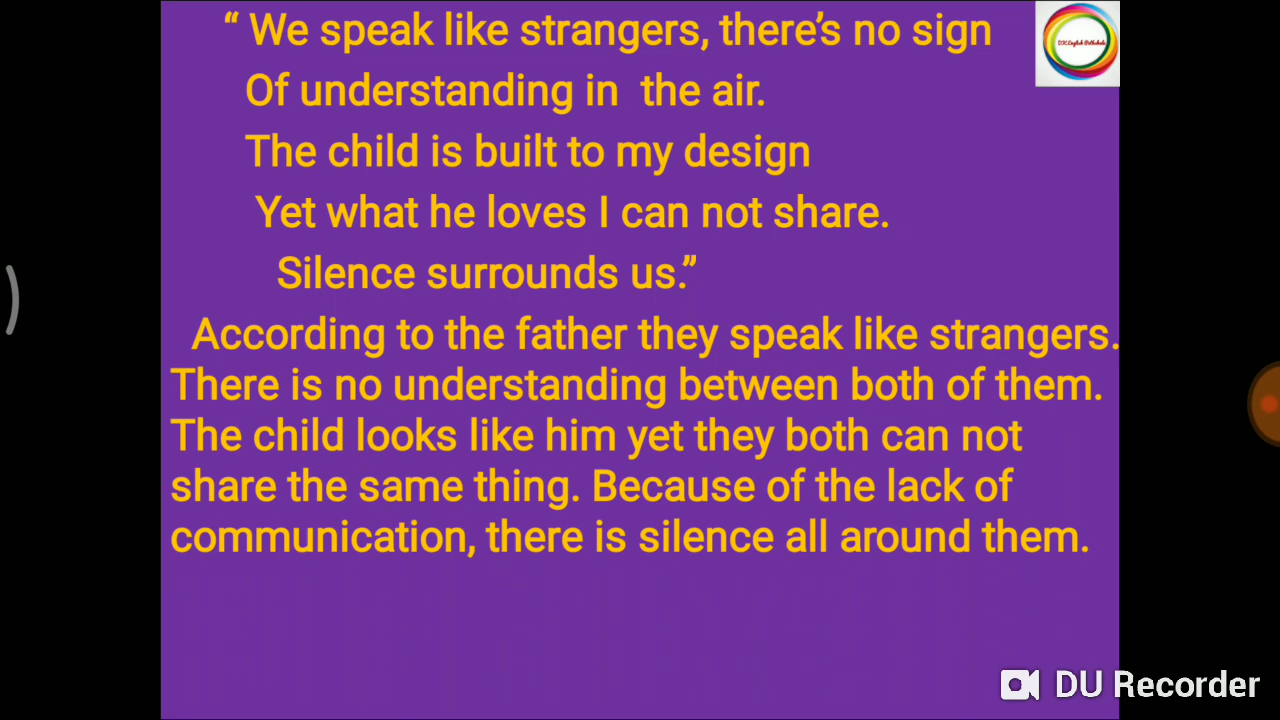 “ We speak like strangers, there’s no sign
Of understanding in  the air.
The child is built to my design
Yet what he loves I can not share.
Silence surrounds us.”
According to the father they speak like strangers.
There is no understanding between both of them.
The child looks like him yet they both can not
share the same thing. Because of the lack of
communication, there is silence all around them.
DU Recorder